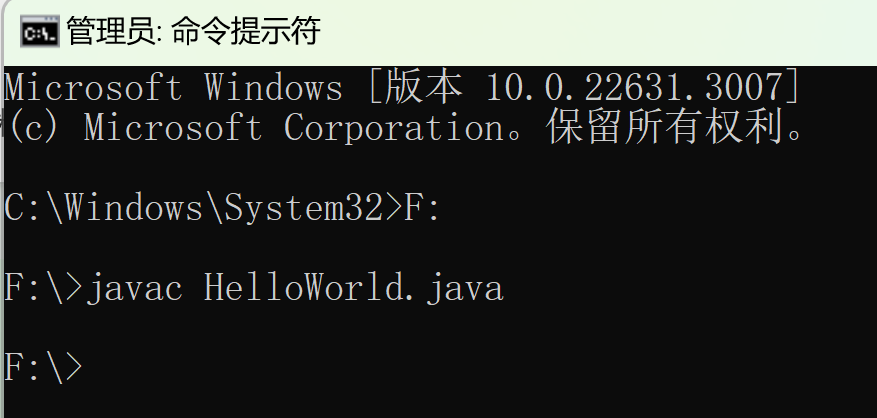 管理员: 命令提示符
Microsoft Windows [版本 10.0.22631.3007]
(c) Microsoft Corporation。保留所有权利。
C:\Windows\System32>F:
F:\>javac HelloWorld.java
F:\>